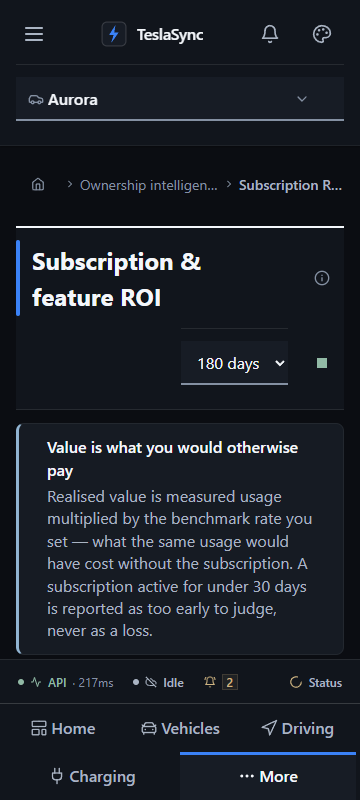 TeslaSync
Aurora
Ownership intelligen... Subscription R...
Subscription &
feature ROI
180 days
Value is what you would otherwise
pay
Realised value is measured usage
multiplied by the benchmark rate you
set — what the same usage would
have cost without the subscription. A
subscription active for under 30 days
is reported as too early to judge,
never as a loss.
API · 217ms Idle 2 Status
Home Vehicles Driving
Charging More